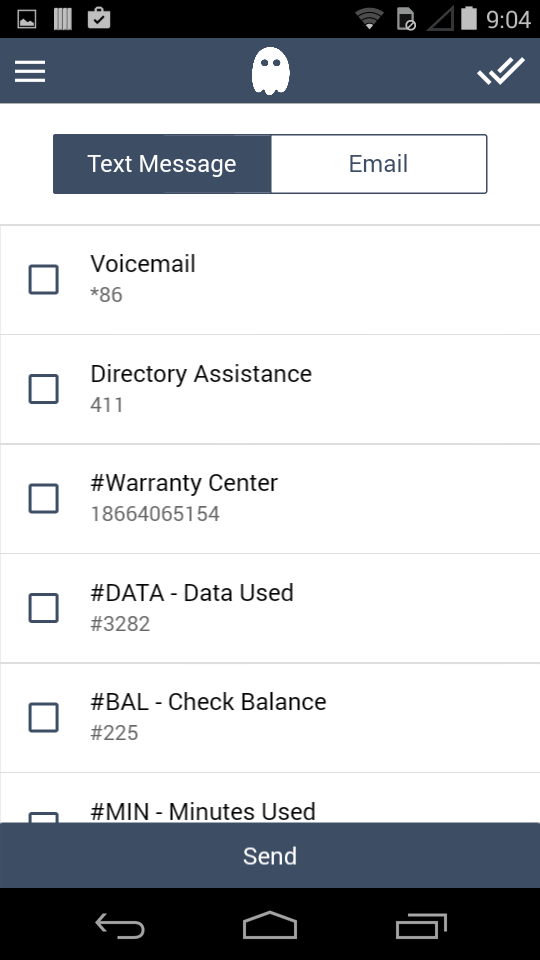 9:04
Text Message
Email
Voicemail
*86
Directory Assistance
411
#Warranty Center
18664065154
#DATA - Data Used
#3282
#BAL - Check Balance
#225
#MIN - Minutes Used
Send